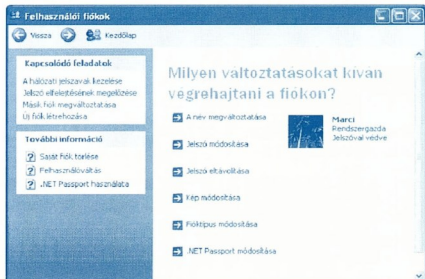 Felhasználói fiókok
Vissza Kezdőlap
Kapcsolódó feladatok
A hálózati jelszavak kezelése
Jelszó elfelejtésének megelőzése
Másik fiók megváltoztatása
Új fiók létrehozása
További információ
Saját fiók törlése
Felhasználóváltás
.NET Passport használata
Milyen változtatásokat kíván
végrehajtani a fiókon?
A név megváltoztatása
Jelszó módosítása
Jelszó eltávolítása
Kép módosítása
Fióktípus módosítása
.NET Passport módosítása
Marci
Rendszergazda
Jelszóval védve